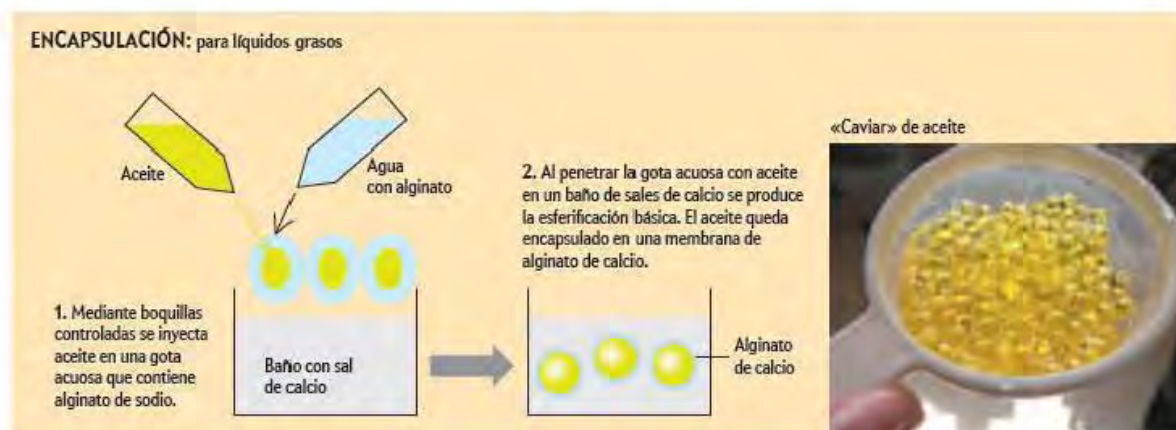 ENCAPSULACIÓN: para líquidos grasos
Aceite
Agua
con alginato
1. Mediante boquillas
controladas se inyecta
aceite en una gota
acuosa que contiene
alginato de sodio.
Baño con sal
de calcio
2. Al penetrar la gota acuosa con aceite
en un baño de sales de calcio se produce
la esferificación básica. El aceite queda
encapsulado en una membrana de
alginato de calcio.
Alginato
de calcio
«Caviar» de aceite